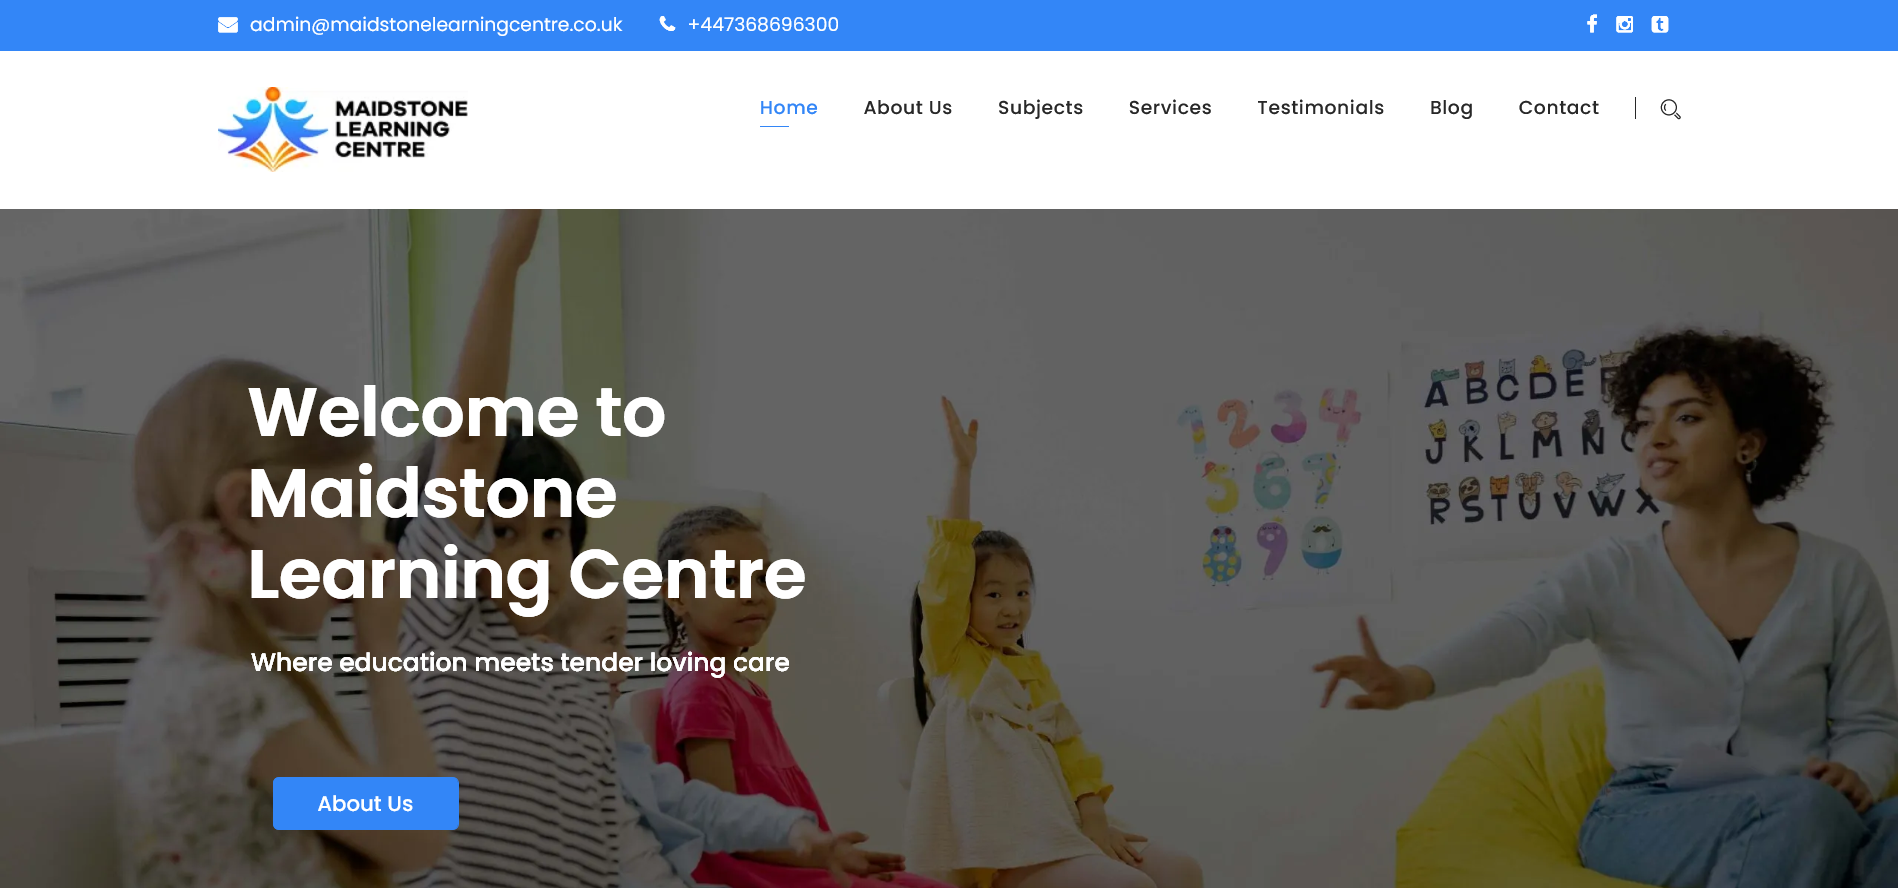 admin@maidstonelearningcentre.co.uk +447368696300
MAIDSTONE
LEARNING
CENTRE
Home About Us Subjects Services Testimonials Blog Contact
Welcome to
Maidstone
Learning Centre
Where education meets tender loving care
About Us
1 2 3 4
5 6 7
8 9
A B C D E F
J K L M N
R S T U V W X